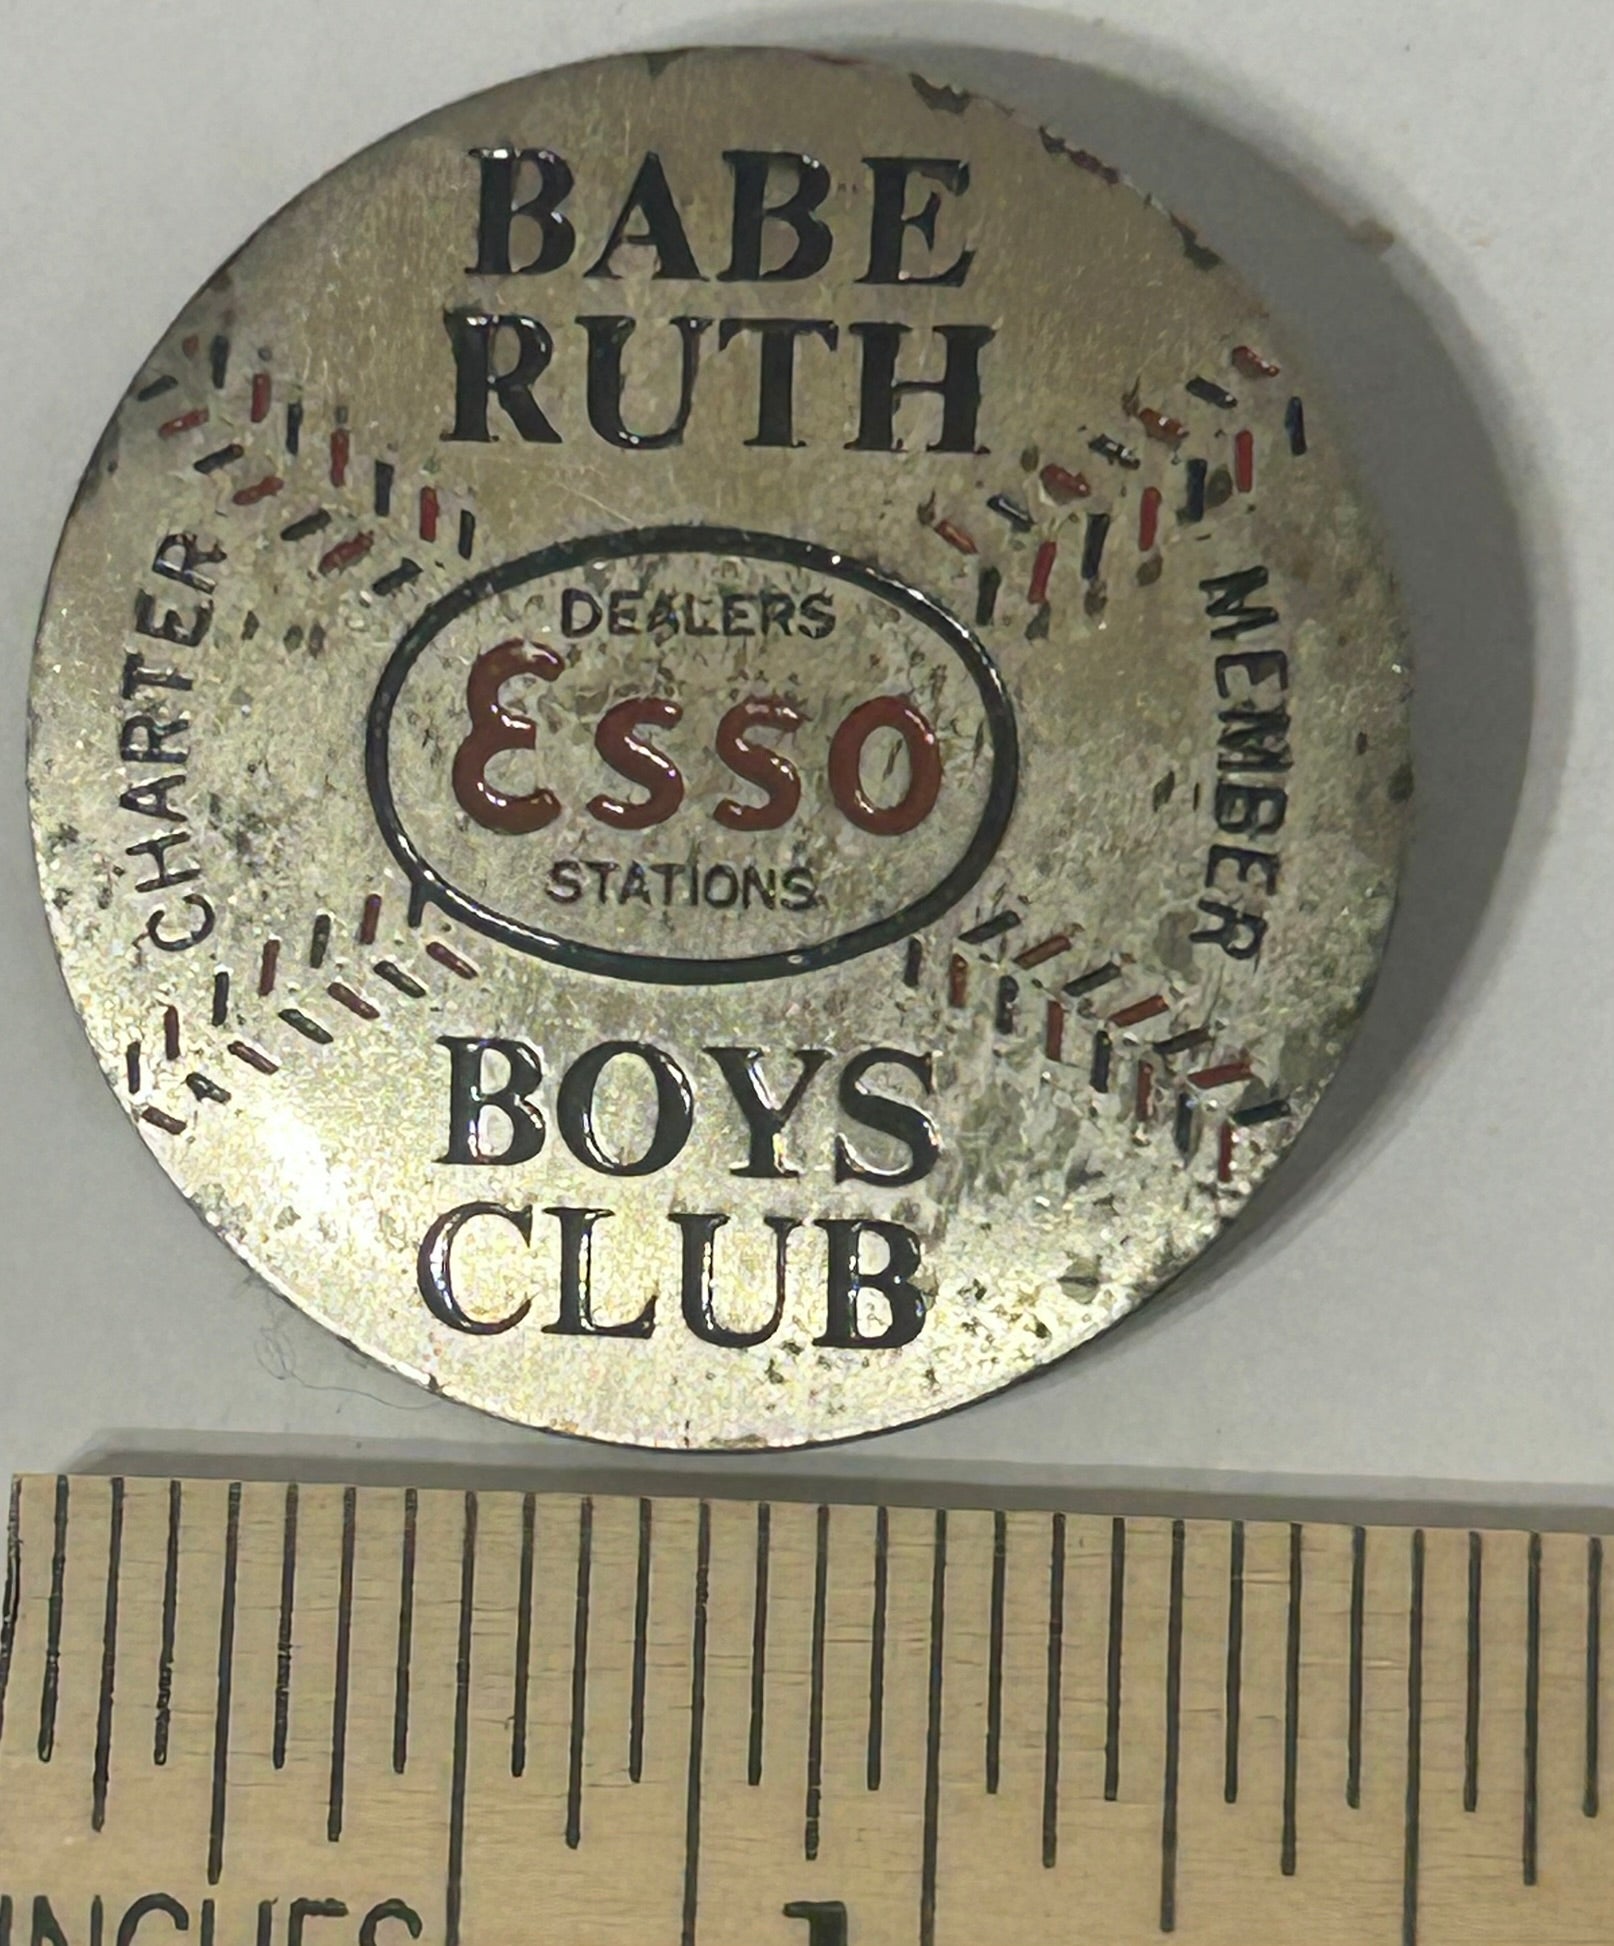 BABE
RUTH
CHARTER
DEALERS
Esso
STATIONS
MEMBER
BOYS
CLUB
INCHES
1